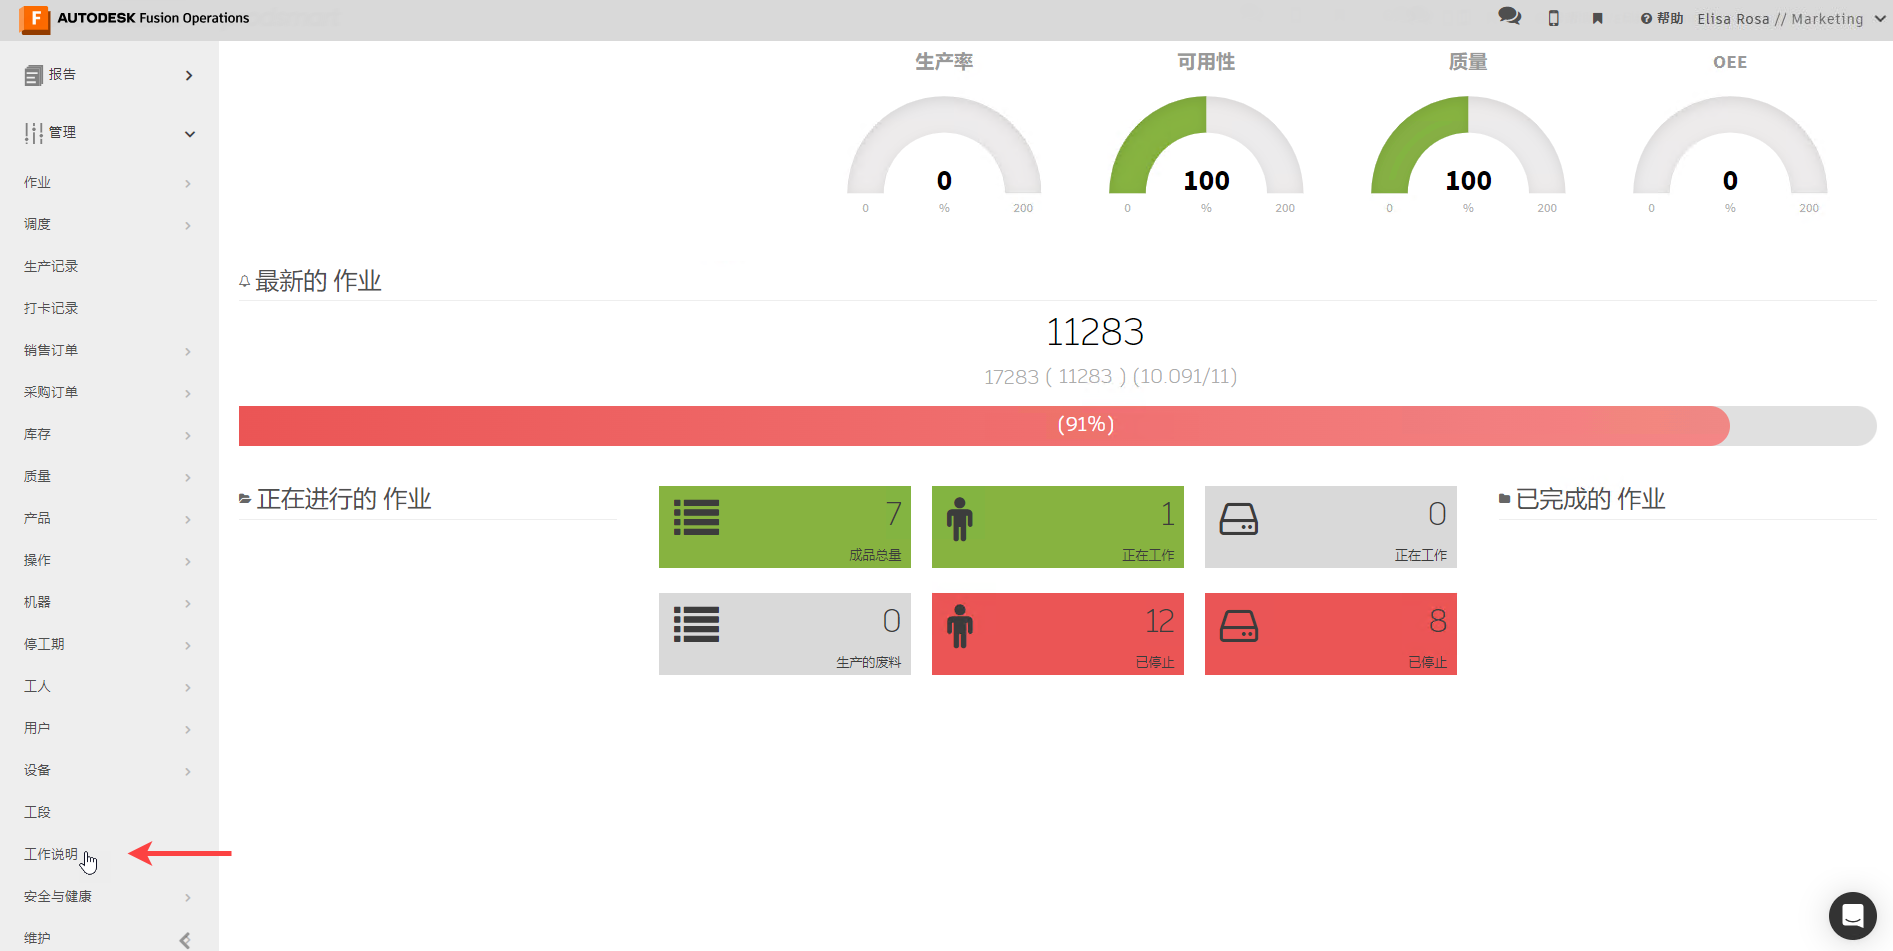 F AUTODESK Fusion Operations
帮助 Elisa Rosa // Marketing
报告
管理
作业
调度
生产记录
打卡记录
销售订单
采购订单
库存
质量
产品
操作
机器
停工期
工人
用户
设备
工段
工作说明
安全与健康
维护
生产率
0
0 % 200
可用性
100
0 % 200
质量
100
0 % 200
OEE
0
0 % 200
最新的 作业
11283
17283 ( 11283 ) (10.091/11)
(91%)
正在进行的 作业
7
成品总量
1
正在工作
0
正在工作
0
生产的废料
12
已停止
8
已停止
已完成的 作业